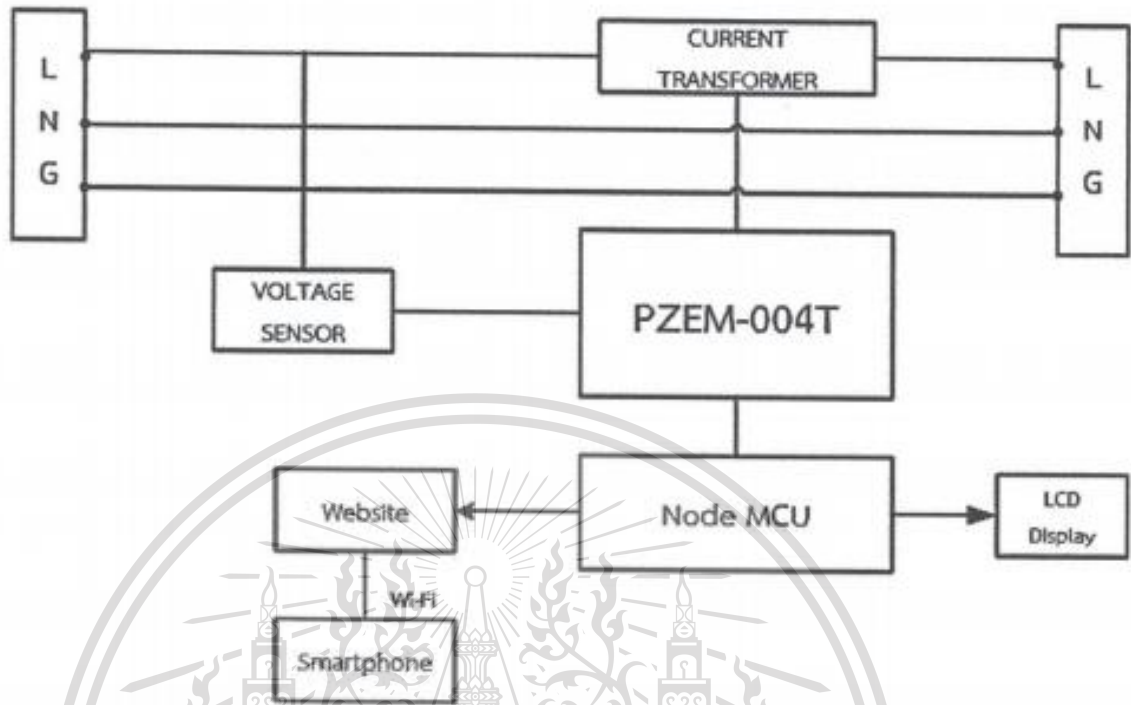 L
N
G
CURRENT
TRANSFORMER
L
N
G
VOLTAGE
SENSOR
PZEM-004T
Website
Node MCU
LCD
Display
Wi-Fi
Smartphone